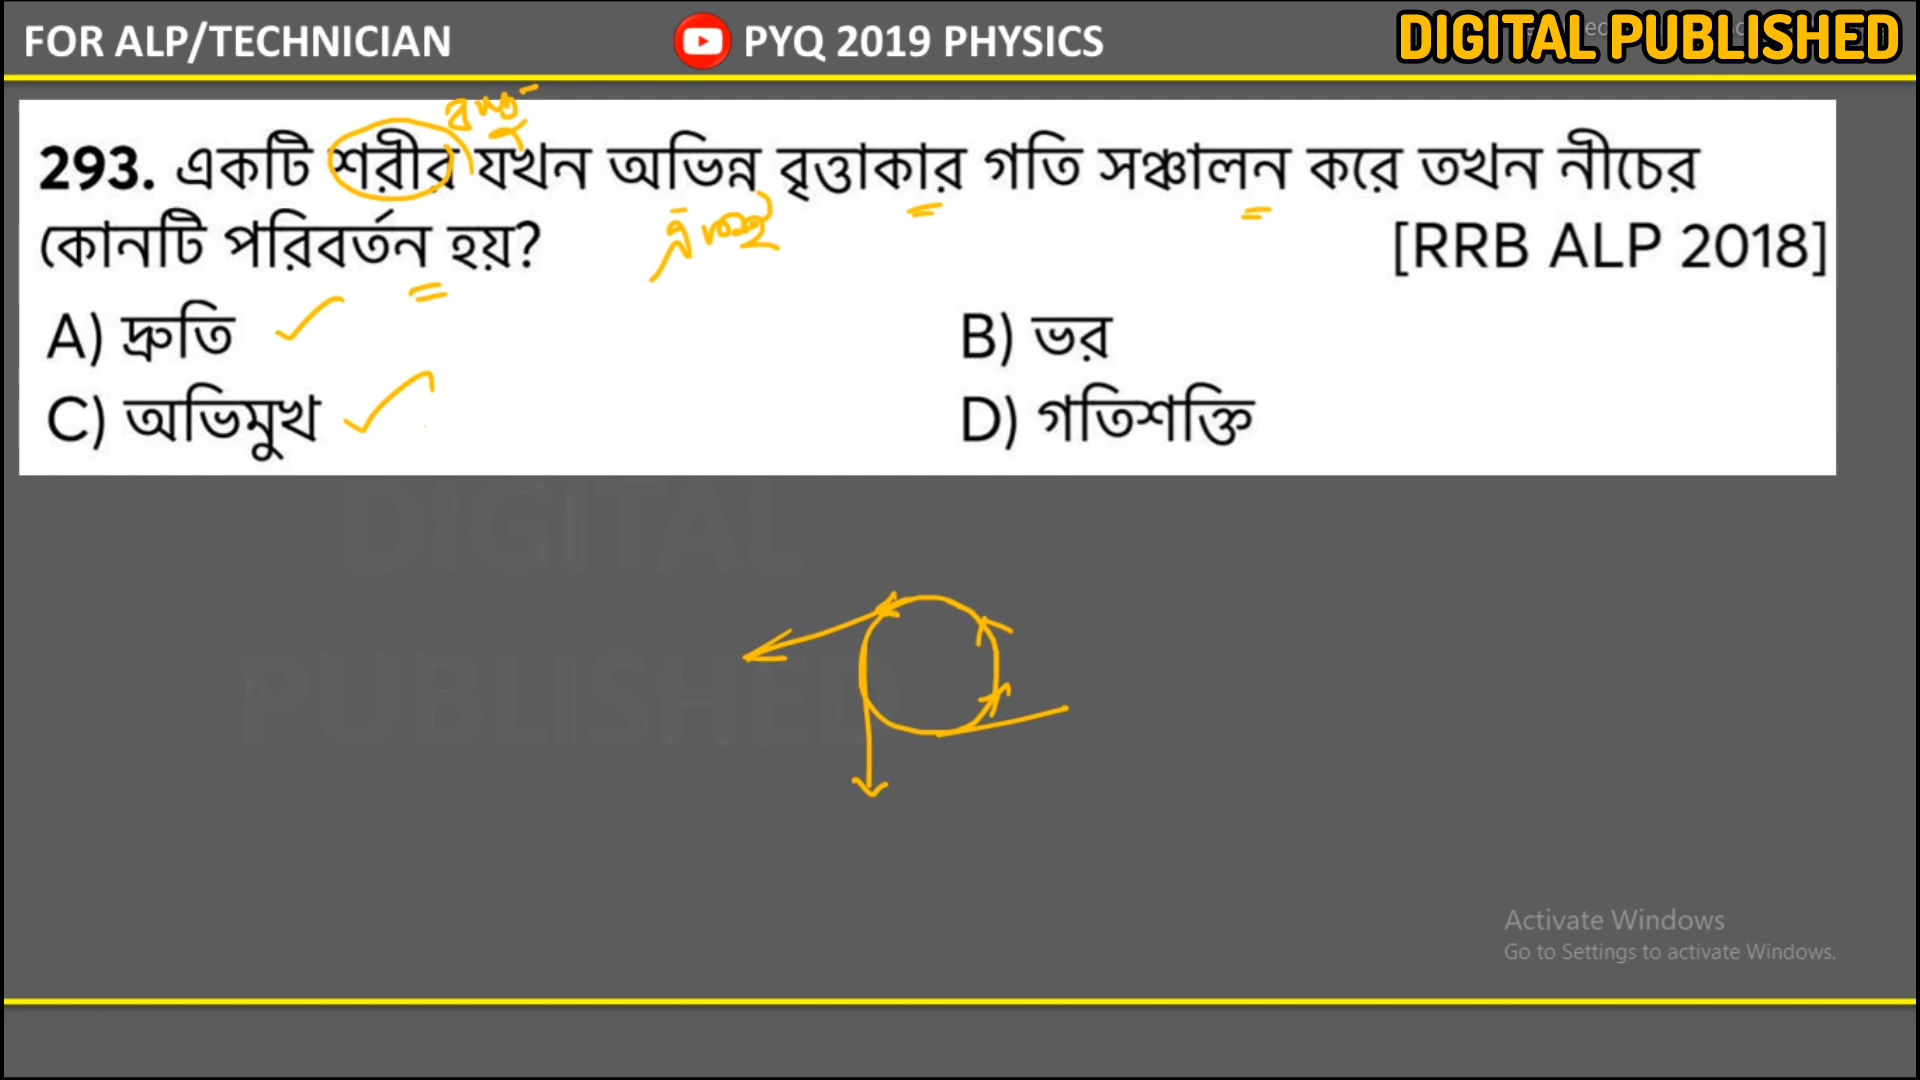 FOR ALP/TECHNICIAN
PYQ 2019 PHYSICS
DIGITAL PUBLISHED
293. একটি শরীর যখন অভিন্ন বৃত্তাকার গতি সঞ্চালন করে তখন নীচের
কোনটি পরিবর্তন হয়?
[RRB ALP 2018]
A) দ্রুতি
B) ভর
C) অভিমুখ
D) গতিশক্তি
DIGITAL
PUBLISHED
Activate Windows
Go to Settings to activate Windows.